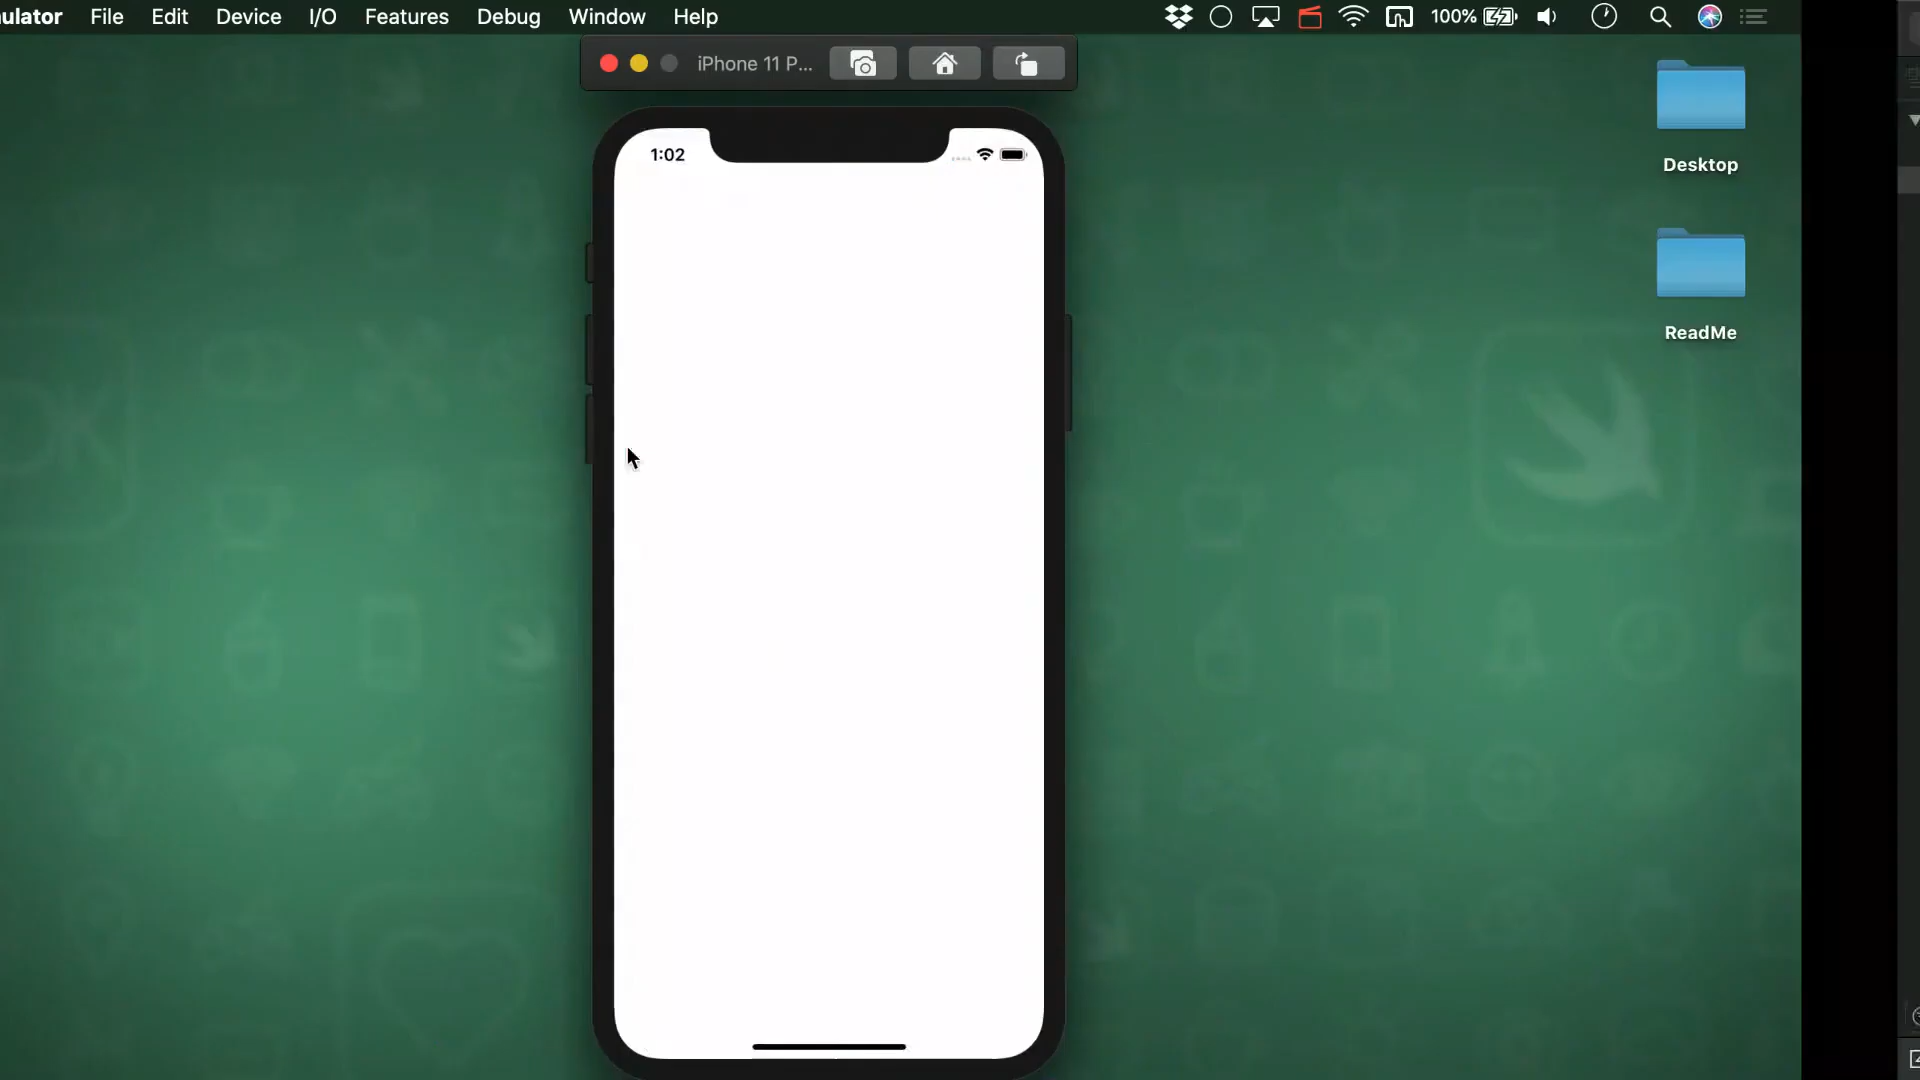 ulator File Edit Device I/O Features Debug Window Help 100%
iPhone 11 P...
1:02
Desktop
ReadMe